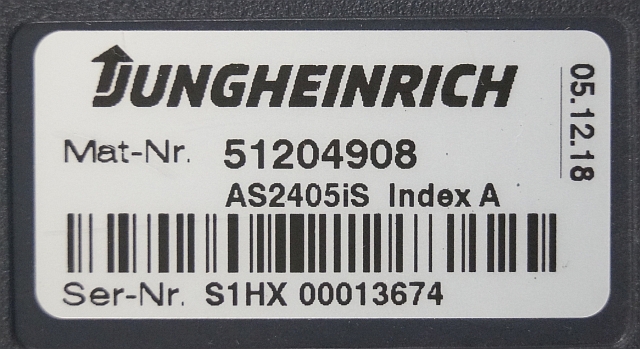 JUNGHEINRICH
05.12.18
Mat-Nr. 51204908
AS2405iS Index A
Ser-Nr. S1HX 00013674